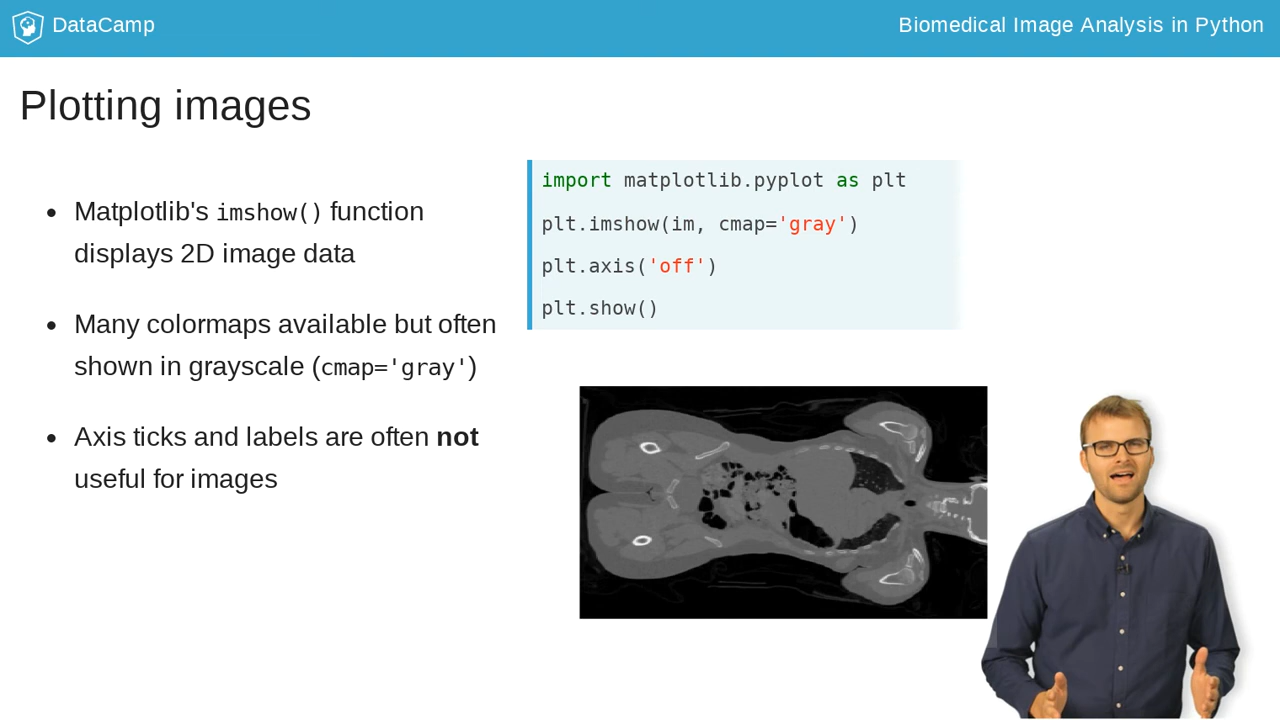 DataCamp
Biomedical Image Analysis in Python
Plotting images
• Matplotlib's imshow() function
displays 2D image data
• Many colormaps available but often
shown in grayscale (cmap='gray')
• Axis ticks and labels are often not
useful for images
import matplotlib.pyplot as plt
plt.imshow(im, cmap='gray')
plt.axis('off')
plt.show()